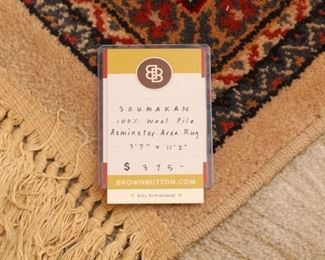 BB
SOUMAKAN
100% Wool Pile
Axminster Area Rug
7'7" x 11'2"
$ 375-
BROWNBUTTON.COM
PULL TO PURCHASE